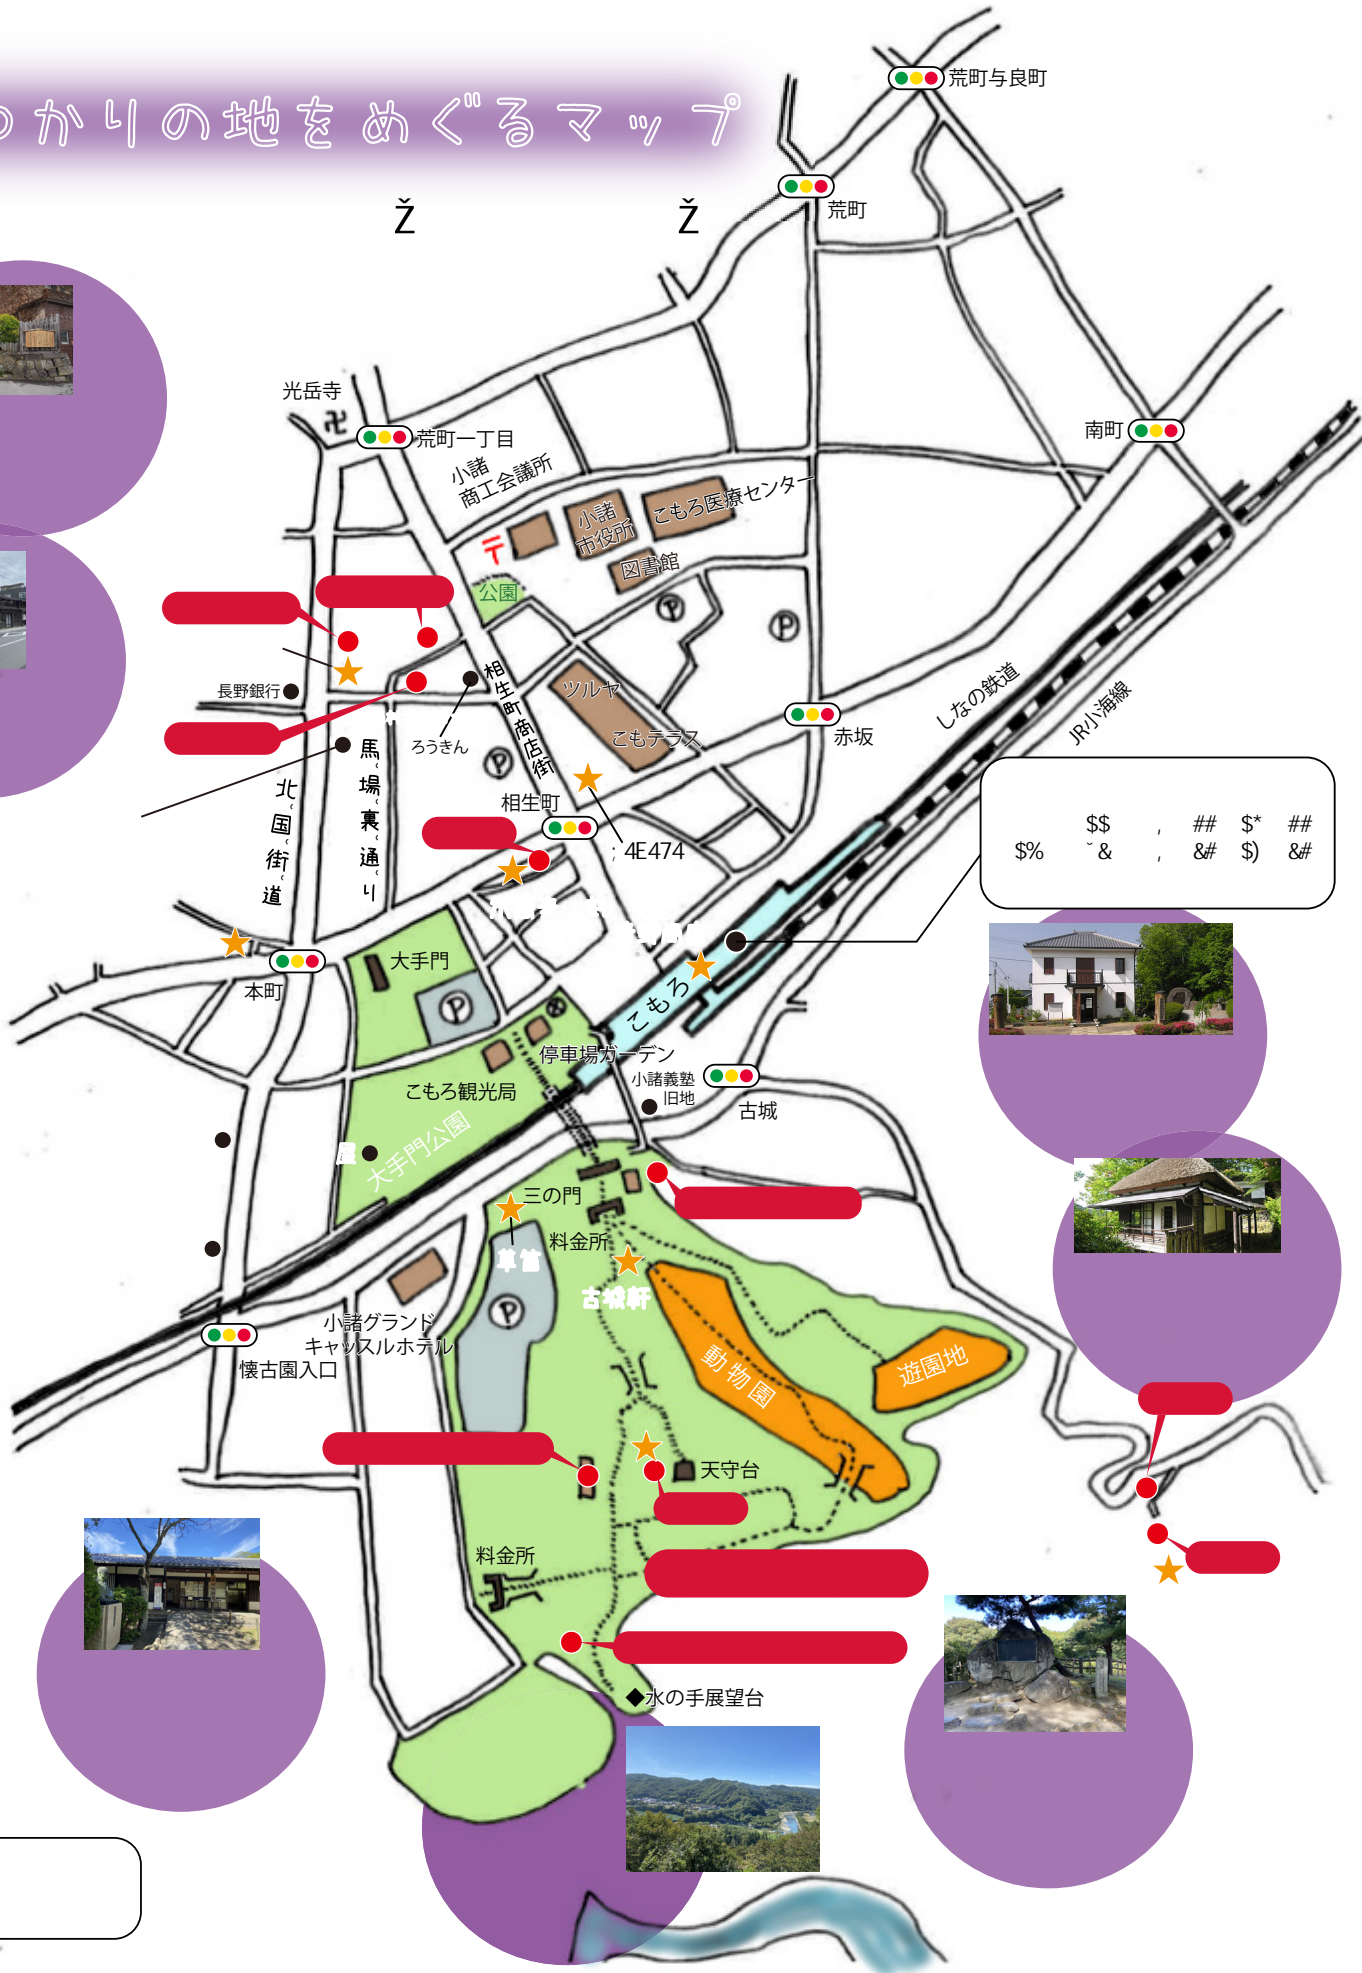 かりの地をめぐるマップ
Ž Ž
荒町与良町
荒町
光岳寺
卍
荒町一丁目
南町
小諸
商工会議所
こもろ医療センター
小諸
市役所
図書館
〒
公園
P
P
相生町商店街
ツルヤ
こもテラス
長野銀行
ろうきん
馬場裏通り
北国街道
P
赤坂
しなの鉄道
JR小海線
相生町
; 4E474
$$ , ## $* ##
$% ˘& , &# $) &#
大手門
P
本町
こもろ
停車場ガーデン
小諸義塾
旧地
古城
こもろ観光局
大手門公園
屋
三の門
料金所
草笛
古城軒
P
小諸グランド
キャッスルホテル
懐古園入口
動物園
遊園地
天守台
料金所
◆水の手展望台